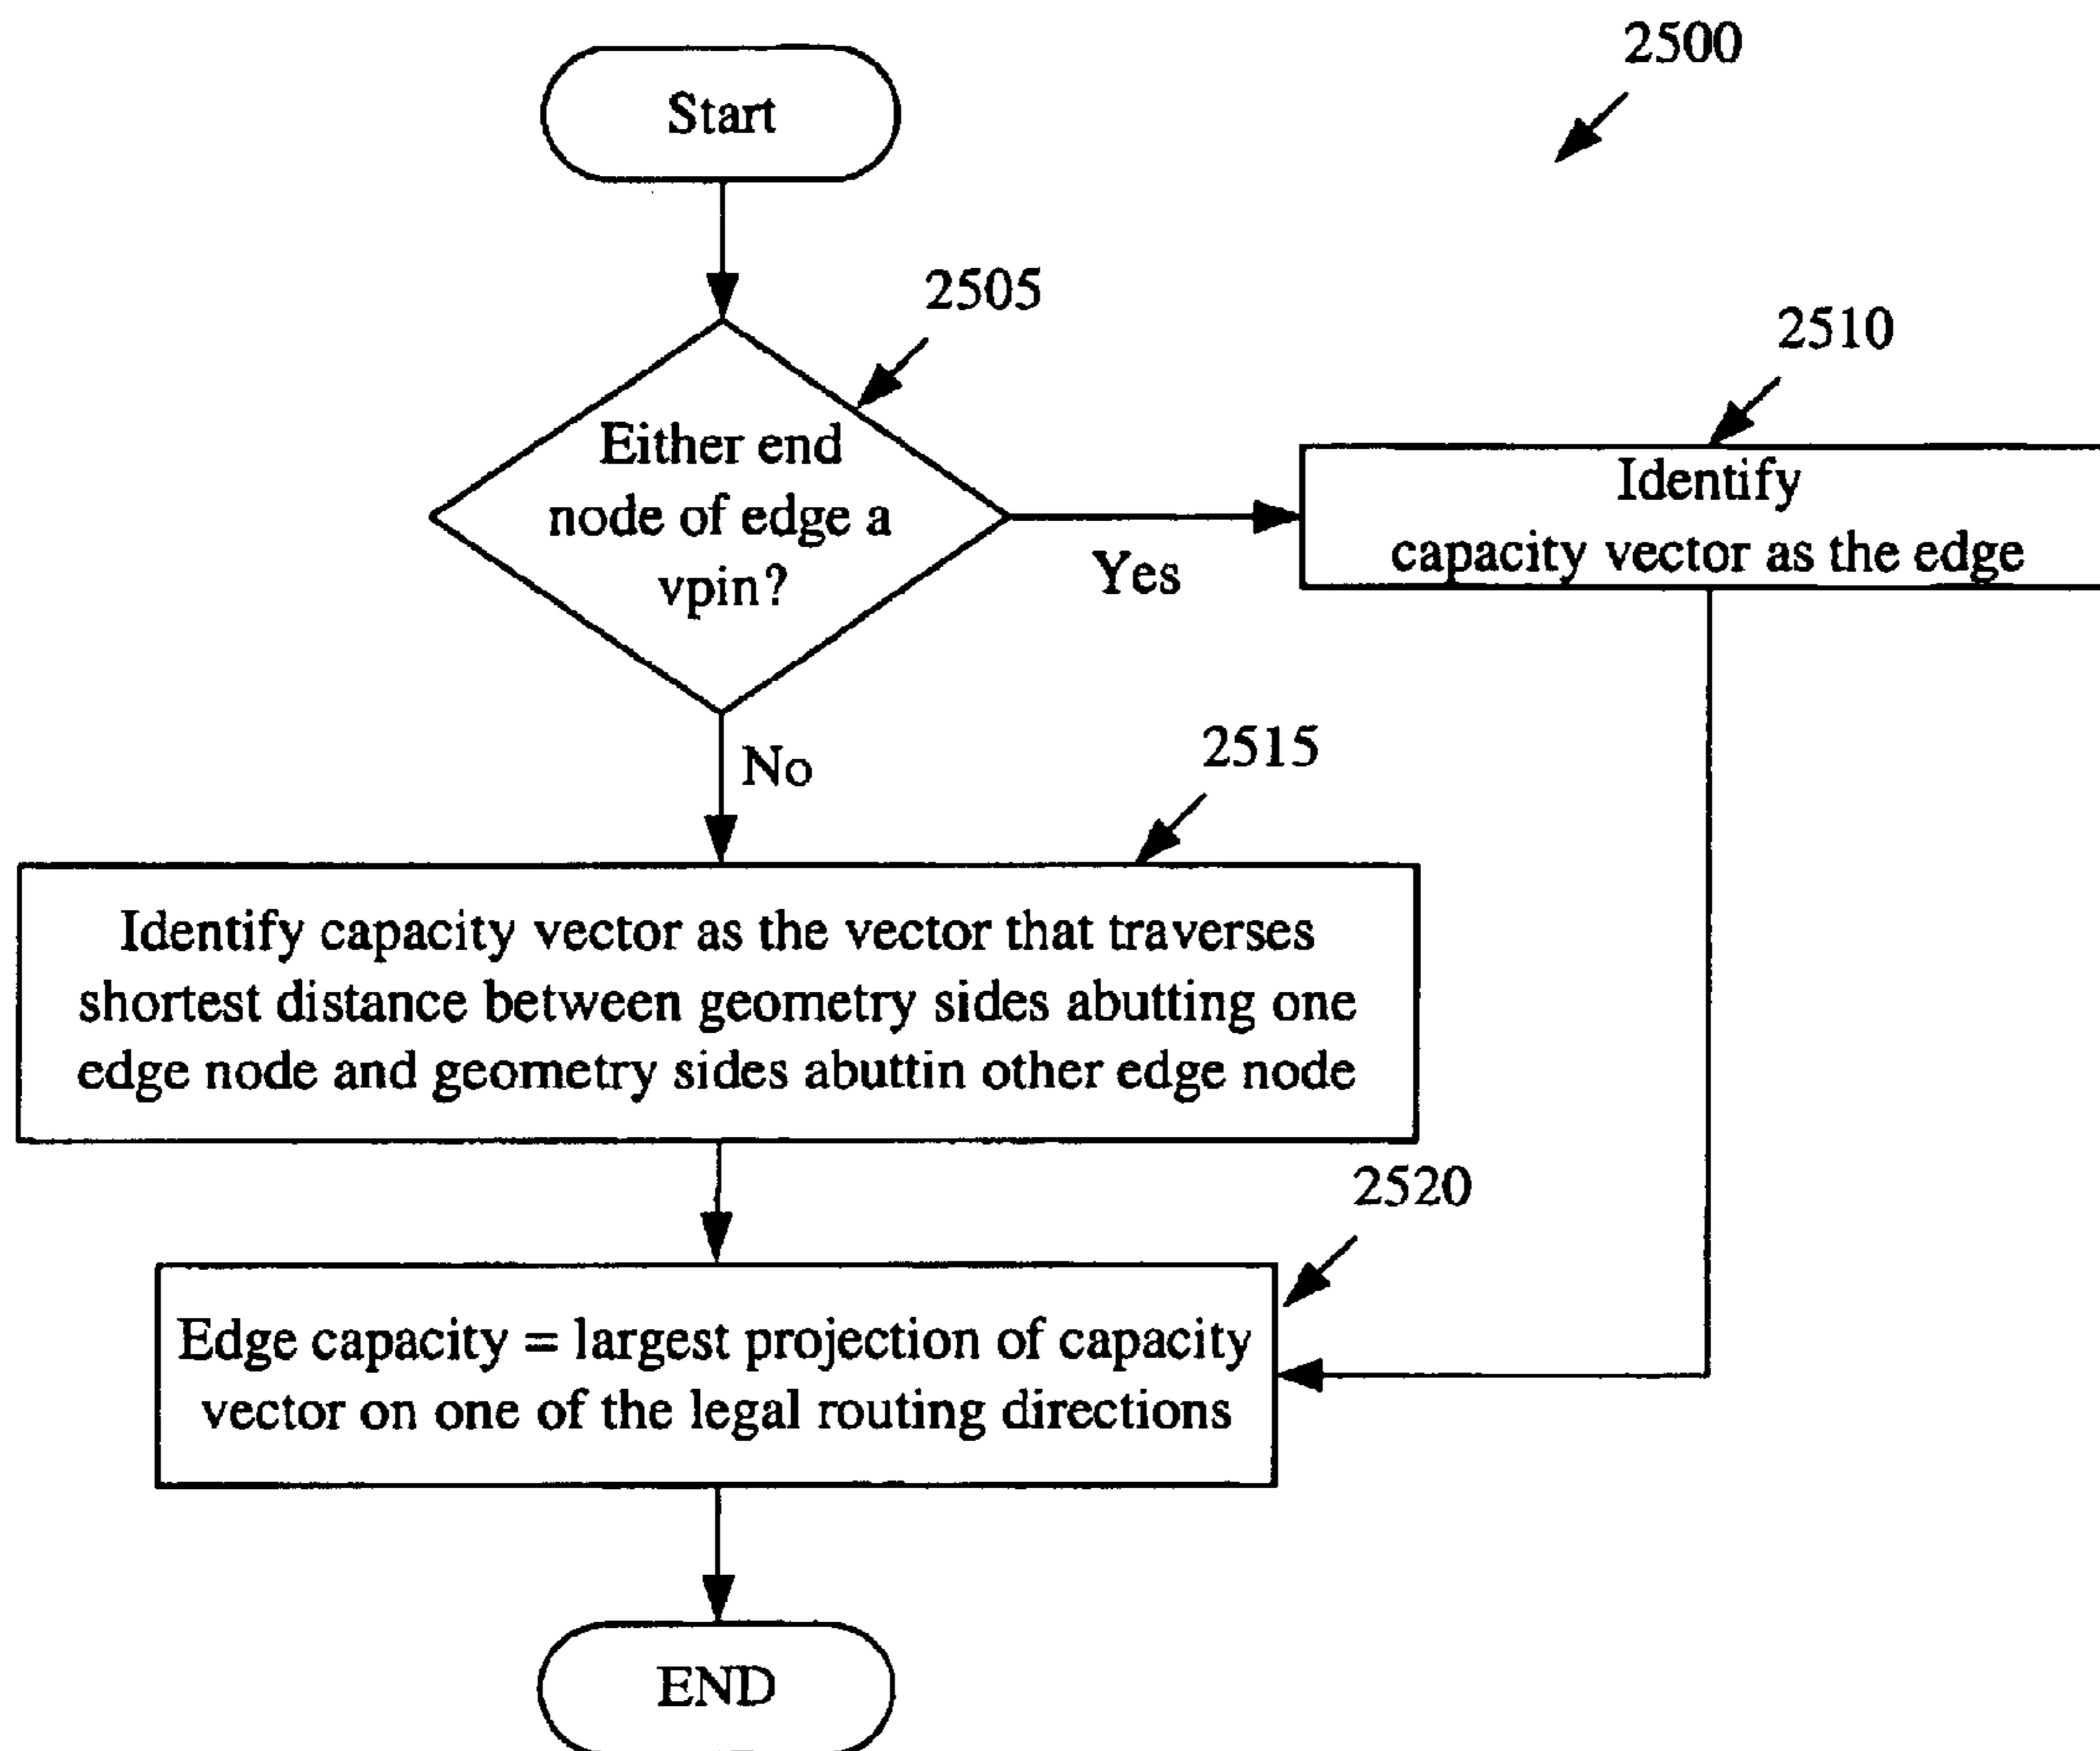 2500
Start
2505
Either end
node of edge a
vpin?
2510
Identify
capacity vector as the edge
Yes
No
2515
Identify capacity vector as the vector that traverses
shortest distance between geometry sides abutting one
edge node and geometry sides abuttin other edge node
2520
Edge capacity = largest projection of capacity
vector on one of the legal routing directions
END